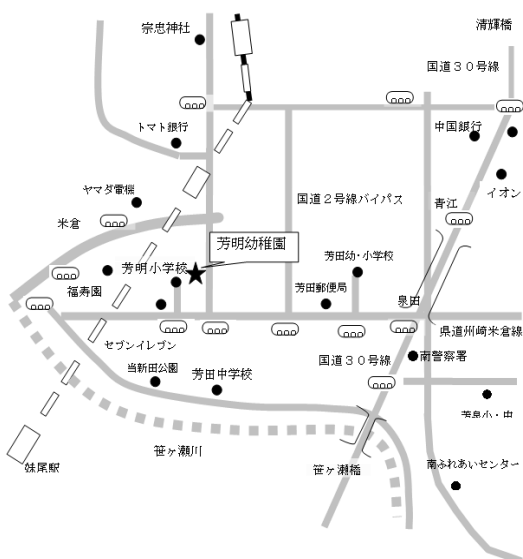 清輝橋
宗忠神社
国道３０号線
トマト銀行
中国銀行
ヤマダ電機
イオン
国道２号線バイパス
青江
米倉
芳明幼稚園
芳田幼・小学校
芳明小学校
福寿園
芳田郵便局
泉田
県道州崎米倉線
セブンイレブン
国道３０号線
南警察署
当新田公園
芳田中学校
芳泉小・中
笹ヶ瀬川
妹尾駅
笹ヶ瀬橋
南ふれあいセンター